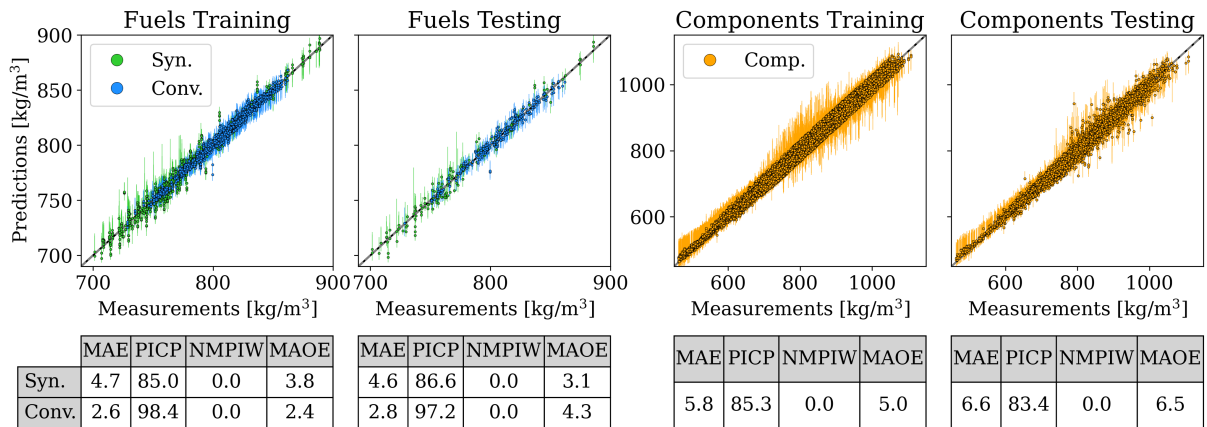 Fuels Training
Fuels Testing
Components Training
Components Testing
Predictions [kg/m³]
900
850
800
750
700
Syn.
Conv.
700 800 900
Measurements [kg/m³]
700 800 900
Measurements [kg/m³]
1000
800
600
Comp.
600 800 1000
Measurements [kg/m³]
600 800 1000
Measurements [kg/m³]
MAE PICP NMPIW MAOE
Syn. 4.7 85.0 0.0 3.8
Conv. 2.6 98.4 0.0 2.4
MAE PICP NMPIW MAOE
4.6 86.6 0.0 3.1
2.8 97.2 0.0 4.3
MAE PICP NMPIW MAOE
5.8 85.3 0.0 5.0
MAE PICP NMPIW MAOE
6.6 83.4 0.0 6.5